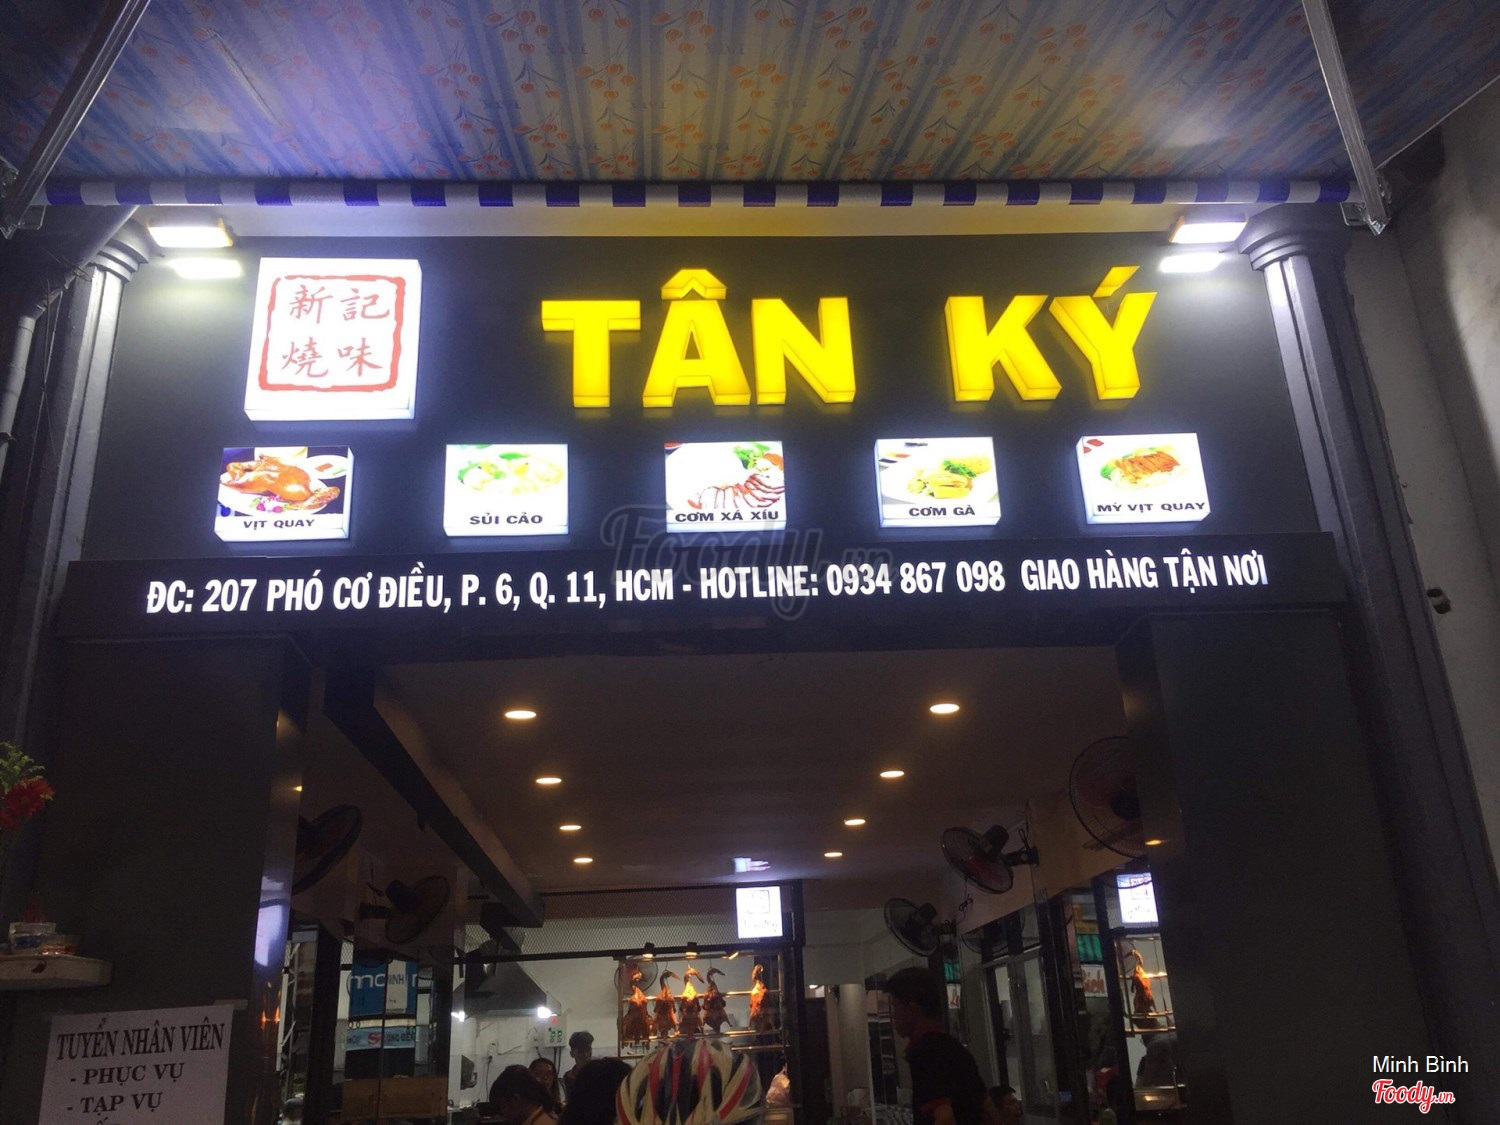 新記
燒味
TÂN KÝ
VỊT QUAY
SỦI CẢO
CƠM XÁ XÍU
CƠM GÀ
MỲ VỊT QUAY
ĐC: 207 PHÓ CƠ ĐIỀU, P. 6, Q. 11, HCM - HOTLINE: 0934 867 098 GIAO HÀNG TẬN NƠI
Foody.vn
TUYỂN NHÂN VIÊN
- PHỤC VỤ
- TẠP VỤ
Minh Bình
Foody.vn